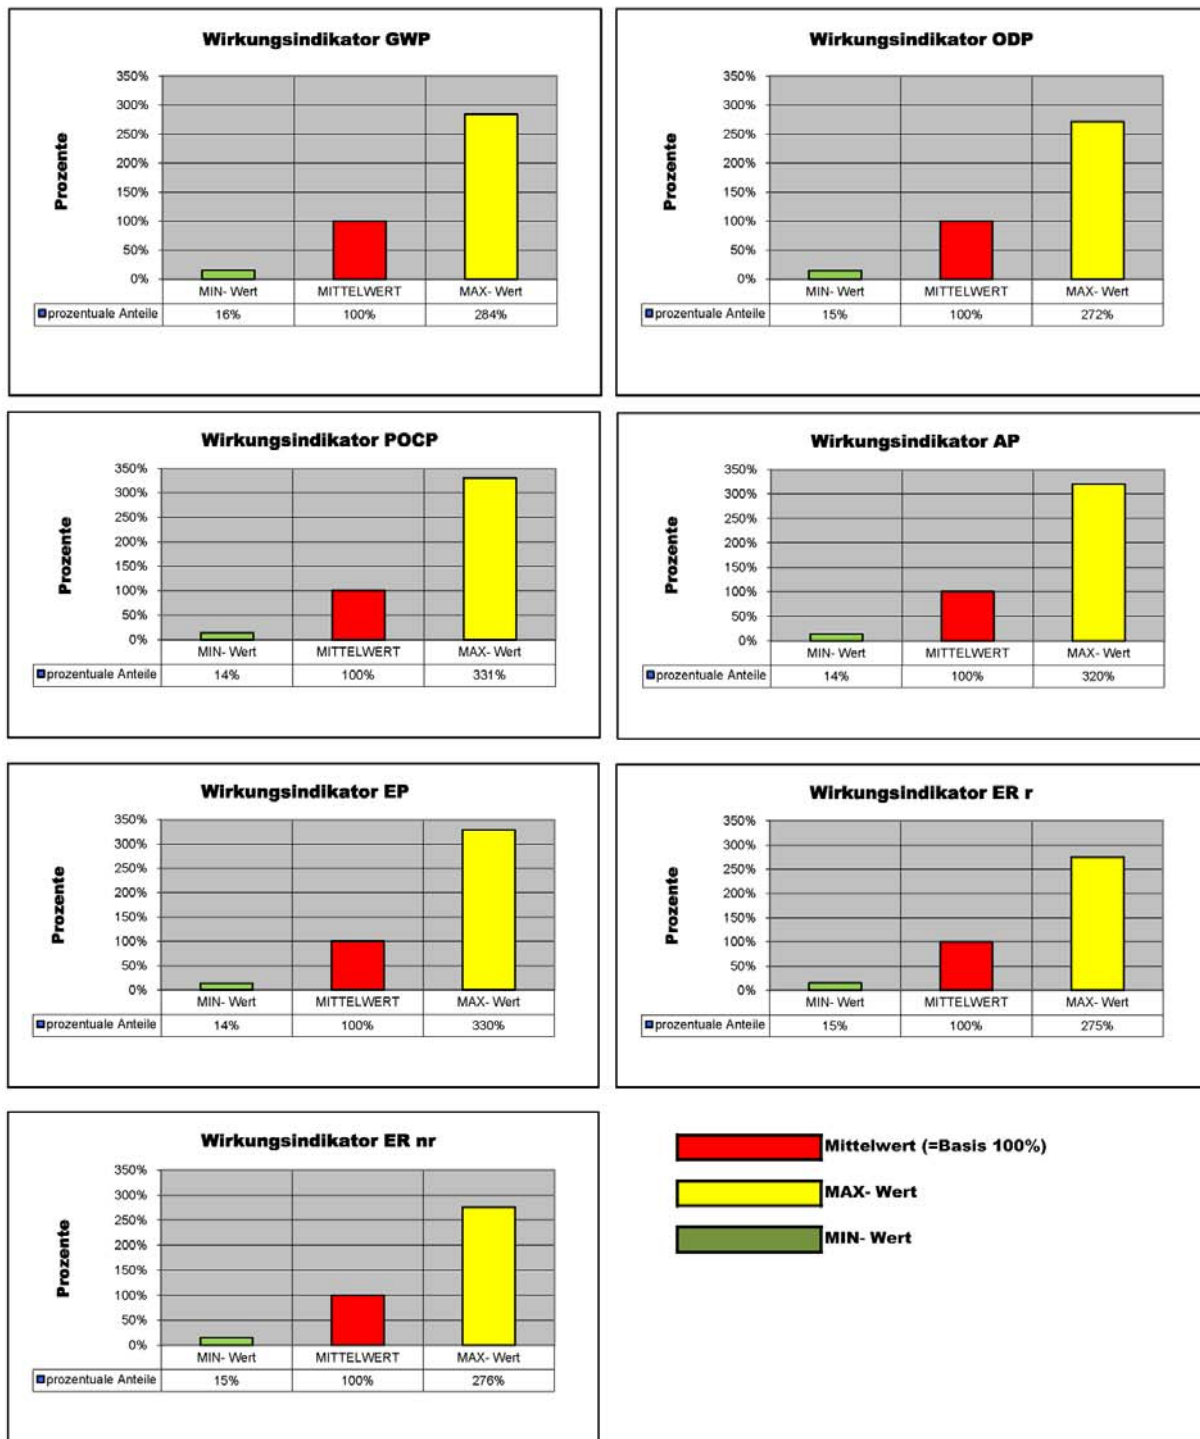 Wirkungsindikator GWP
Prozente
350%
300%
250%
200%
150%
100%
50%
0%
MIN- Wert MITTELWERT MAX- Wert
prozentuale Anteile 16% 100% 284%
Wirkungsindikator ODP
Prozente
350%
300%
250%
200%
150%
100%
50%
0%
MIN- Wert MITTELWERT MAX- Wert
prozentuale Anteile 15% 100% 272%
Wirkungsindikator POCP
Prozente
350%
300%
250%
200%
150%
100%
50%
0%
MIN- Wert MITTELWERT MAX- Wert
prozentuale Anteile 14% 100% 331%
Wirkungsindikator AP
Prozente
350%
300%
250%
200%
150%
100%
50%
0%
MIN- Wert MITTELWERT MAX- Wert
prozentuale Anteile 14% 100% 320%
Wirkungsindikator EP
Prozente
350%
300%
250%
200%
150%
100%
50%
0%
MIN- Wert MITTELWERT MAX- Wert
prozentuale Anteile 14% 100% 330%
Wirkungsindikator ER r
Prozente
350%
300%
250%
200%
150%
100%
50%
0%
MIN- Wert MITTELWERT MAX- Wert
prozentuale Anteile 15% 100% 275%
Wirkungsindikator ER nr
Prozente
350%
300%
250%
200%
150%
100%
50%
0%
MIN- Wert MITTELWERT MAX- Wert
prozentuale Anteile 15% 100% 276%
Mittelwert (=Basis 100%)
MAX- Wert
MIN- Wert